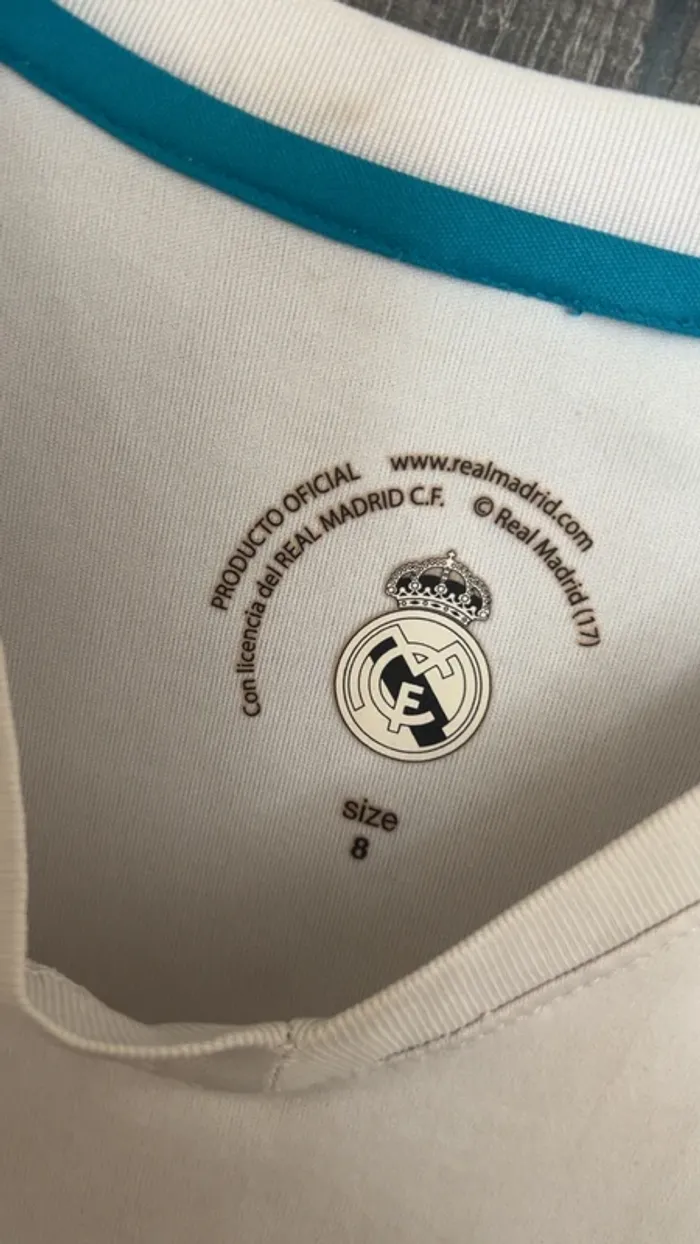 PRODUCTO OFICIAL
Con licencia del REAL MADRID C.F.
www.realmadrid.com
© Real Madrid (17)
size
8